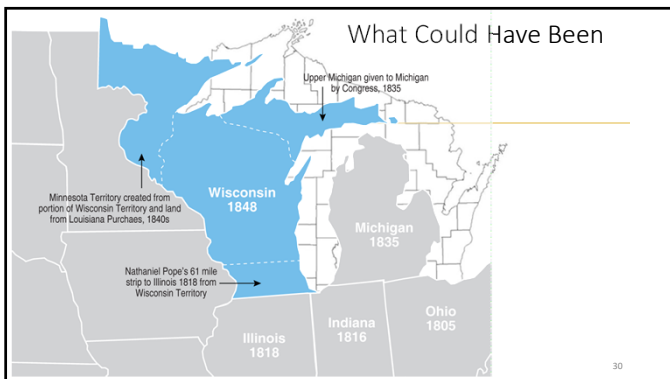 What Could Have Been
Upper Michigan given to Michigan
by Congress, 1835
Wisconsin
1848
Minnesota Territory created from
portion of Wisconsin Territory and land
from Louisiana Purchaes, 1840s
Michigan
1835
Nathaniel Pope's 61 mile
strip to Illinois 1818 from
Wisconsin Territory
Illinois
1818
Indiana
1816
Ohio
1805
30